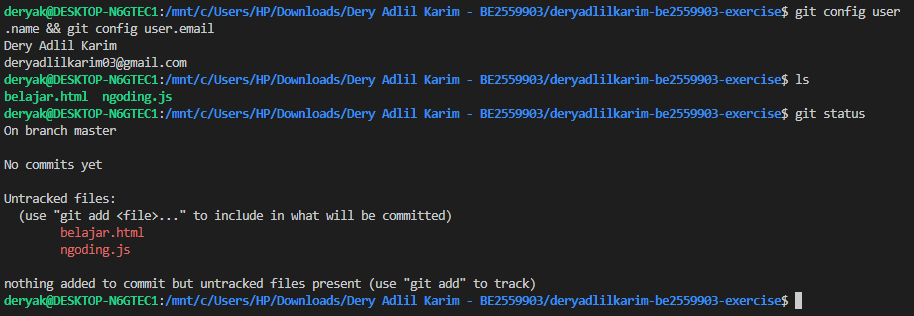 deryak@DESKTOP-N6GTEC1:/mnt/c/Users/HP/Downloads/Dery Adlil Karim - BE2559903/deryadlilkarim-be2559903-exercise$ git config user
.name && git config user.email
Dery Adlil Karim
deryadlilkarim03@gmail.com
deryak@DESKTOP-N6GTEC1:/mnt/c/Users/HP/Downloads/Dery Adlil Karim - BE2559903/deryadlilkarim-be2559903-exercise$ ls
belajar.html  ngoding.js
deryak@DESKTOP-N6GTEC1:/mnt/c/Users/HP/Downloads/Dery Adlil Karim - BE2559903/deryadlilkarim-be2559903-exercise$ git status
On branch master
No commits yet
Untracked files:
  (use "git add <file>..." to include in what will be committed)
        belajar.html
        ngoding.js
nothing added to commit but untracked files present (use "git add" to track)
deryak@DESKTOP-N6GTEC1:/mnt/c/Users/HP/Downloads/Dery Adlil Karim - BE2559903/deryadlilkarim-be2559903-exercise$